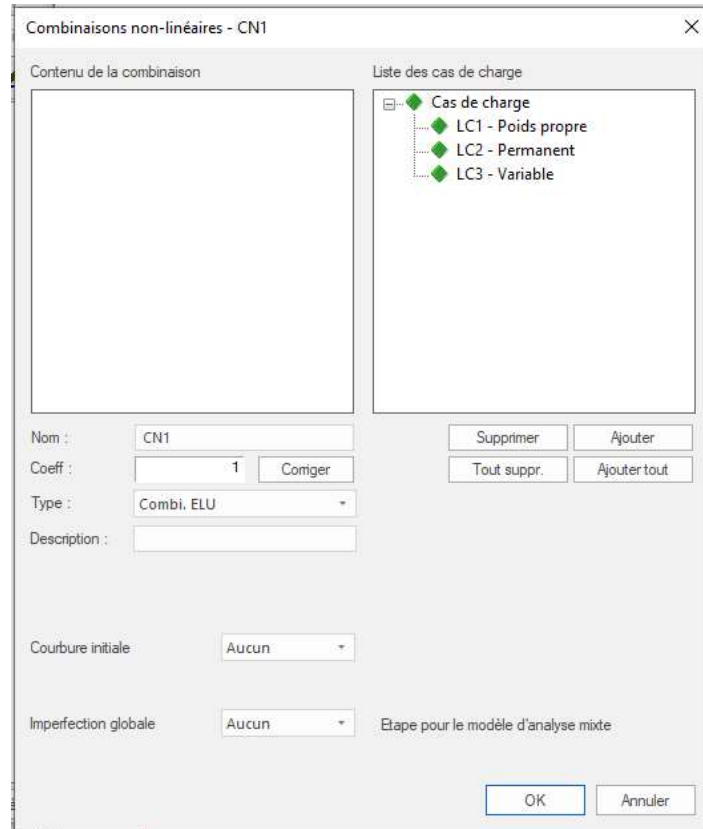 Combinaisons non-linéaires - CN1
Contenu de la combinaison
Liste des cas de charge
Cas de charge
LC1 - Poids propre
LC2 - Permanent
LC3 - Variable
Nom : CN1
Supprimer Ajouter
Coeff : 1 Corriger
Tout suppr. Ajouter tout
Type : Combi. ELU
Description :
Courbure initiale Aucun
Imperfection globale Aucun
Etape pour le modèle d'analyse mixte
OK Annuler